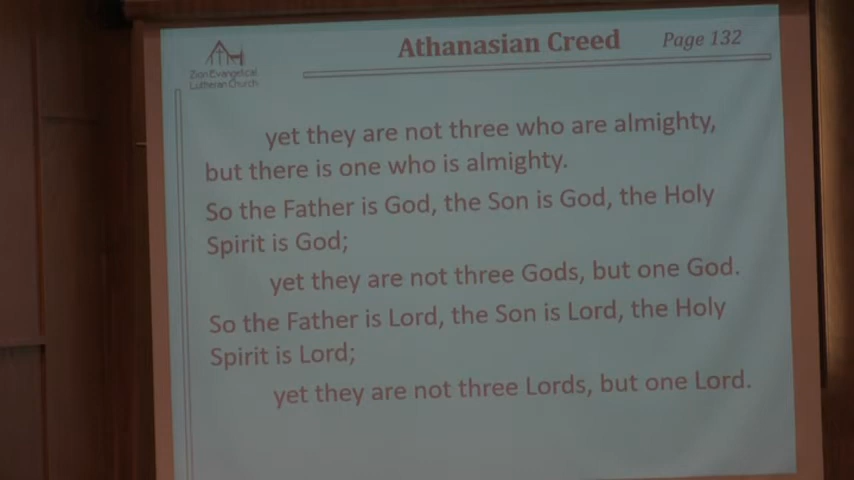 Zion Evangelical
Lutheran Church
Athanasian Creed Page 132
yet they are not three who are almighty,
but there is one who is almighty.
So the Father is God, the Son is God, the Holy
Spirit is God;
yet they are not three Gods, but one God.
So the Father is Lord, the Son is Lord, the Holy
Spirit is Lord;
yet they are not three Lords, but one Lord.